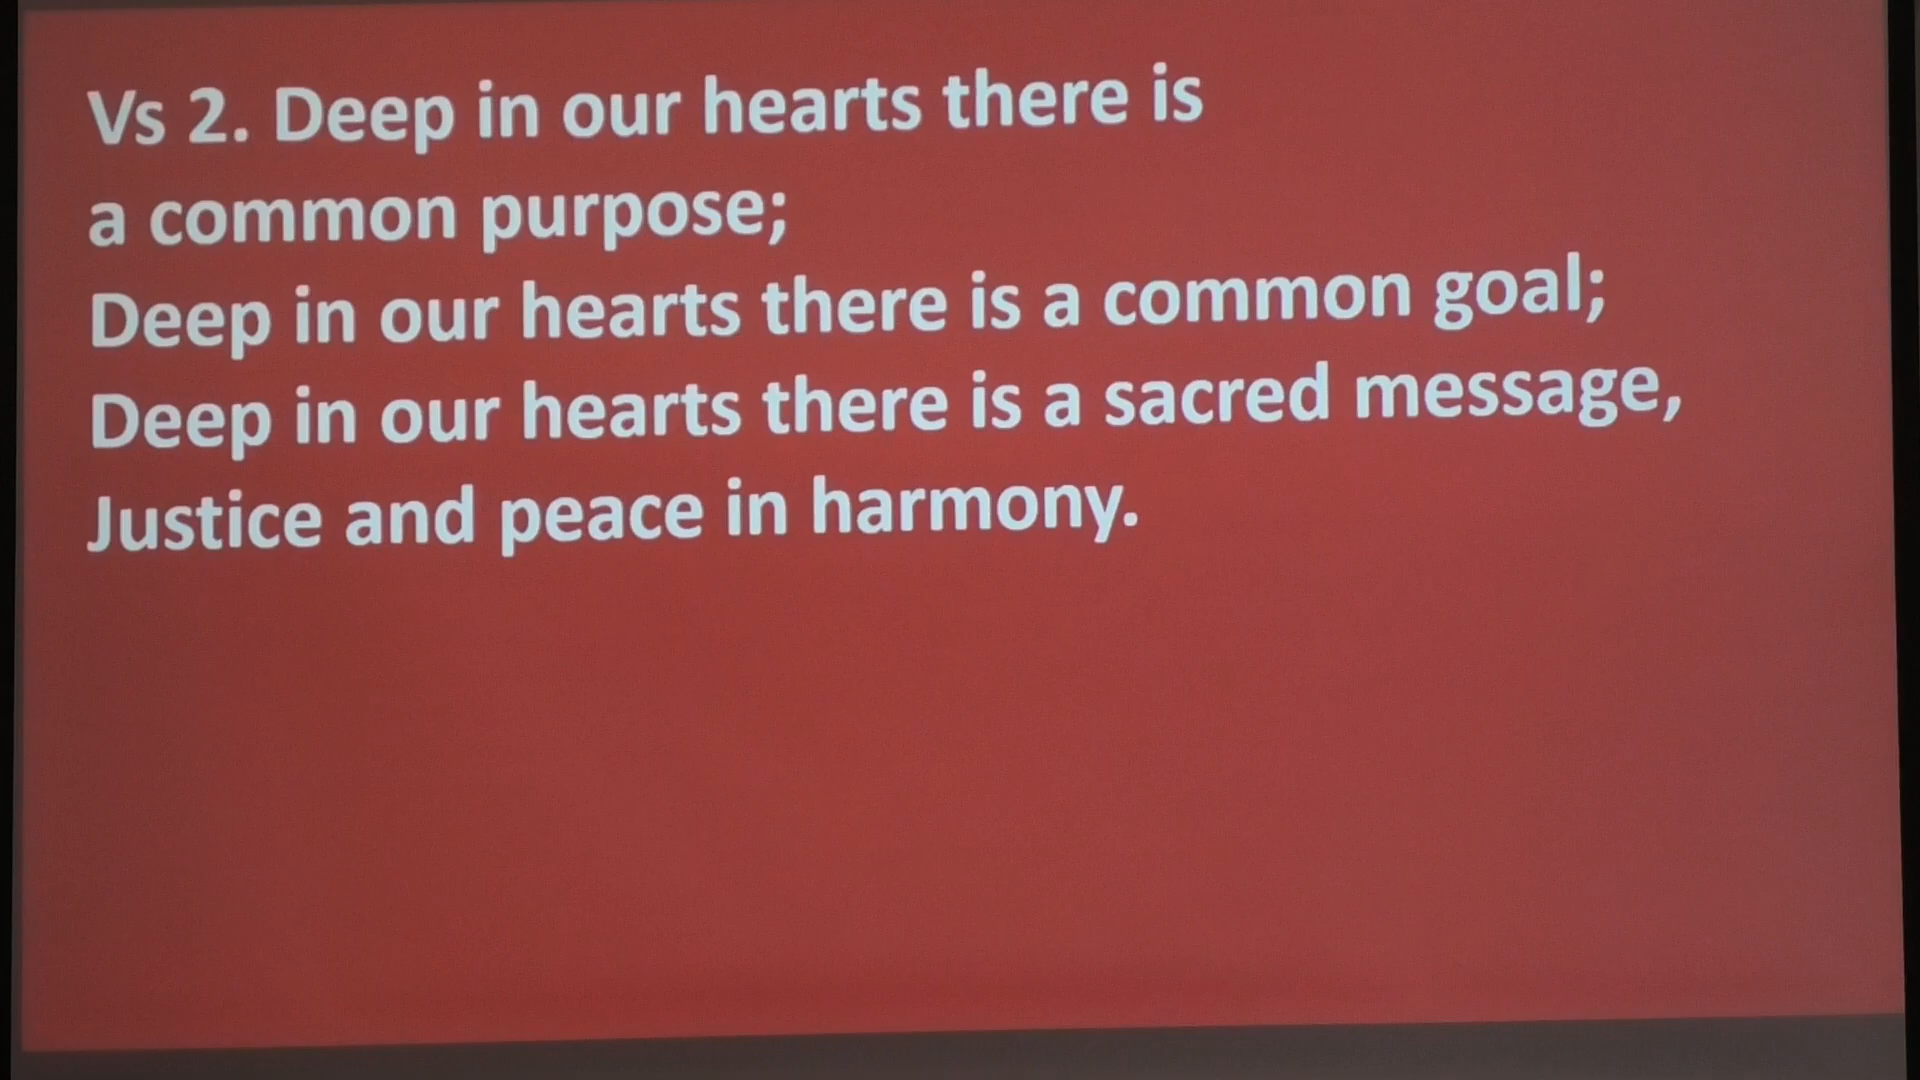 Vs 2. Deep in our hearts there is
a common purpose;
Deep in our hearts there is a common goal;
Deep in our hearts there is a sacred message,
Justice and peace in harmony.